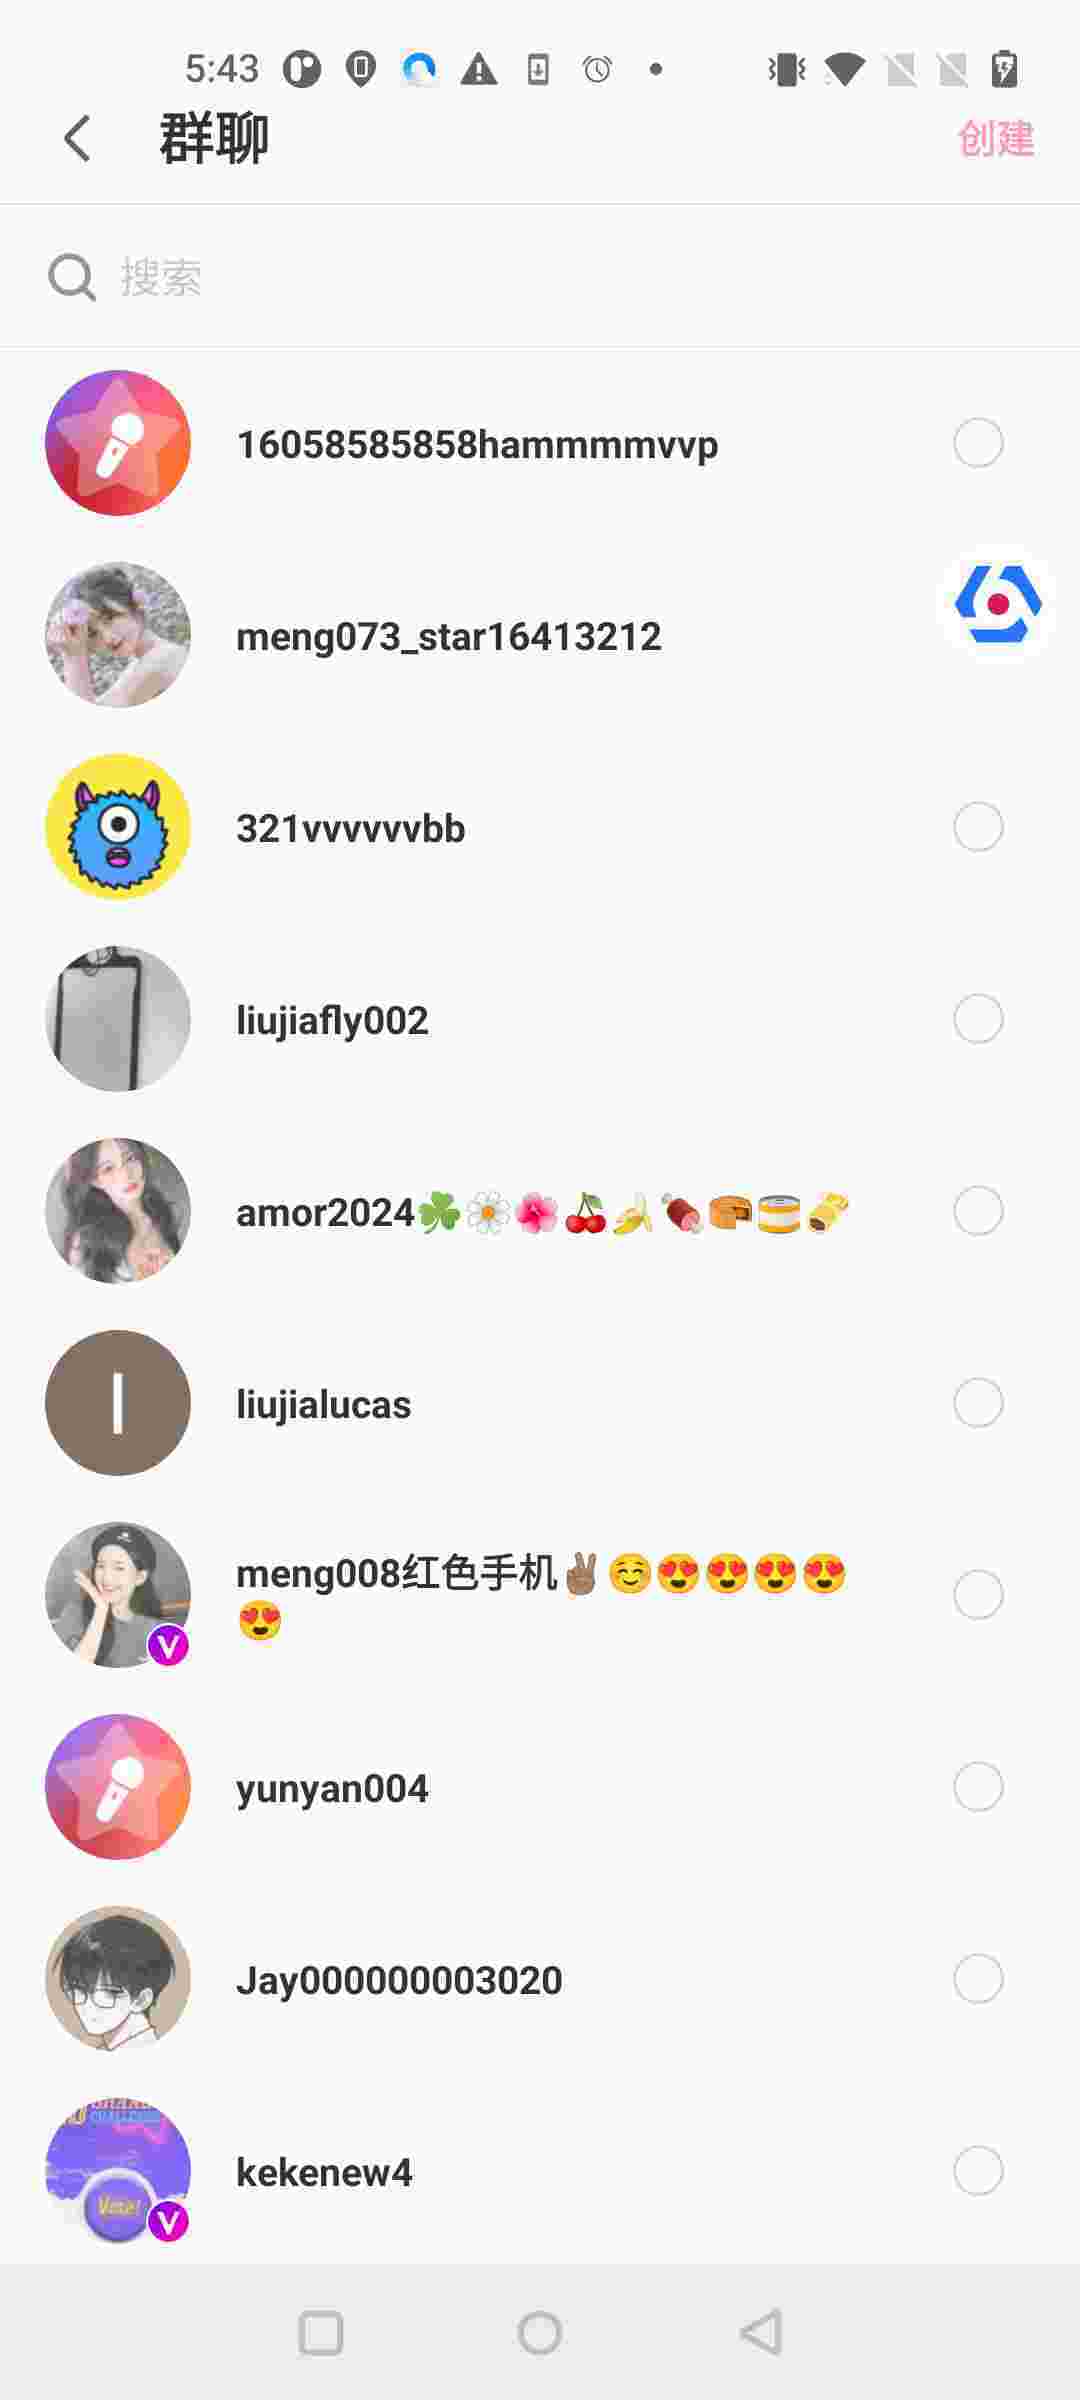 5:43
群聊
创建
搜索
16058585858hammmmvvp
meng073_star16413212
321vvvvvvbb
liujiafly002
amor2024☘️🌼🌺🍒🍌🍖🥮🥫🫔
l
liujialucas
meng008红色手机✌🏾☺️😍😍😍😍
😍
V
yunyan004
Jay000000003020
Vote!
V
kekenew4